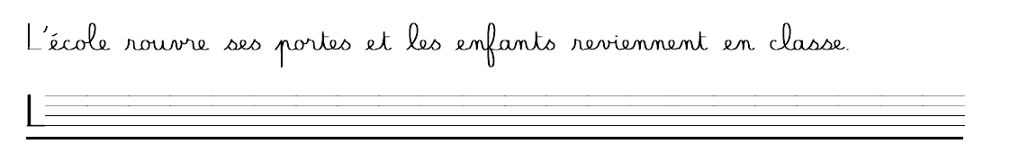 L'école rouvre ses portes et les enfants reviennent en classe.
L